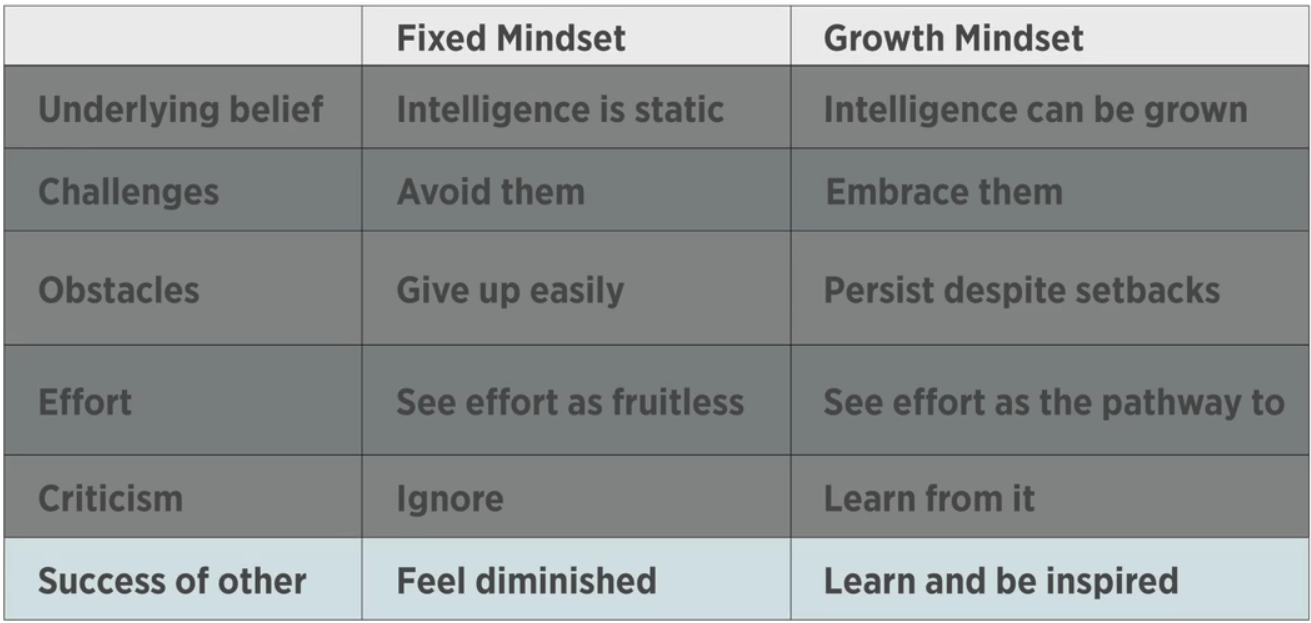 Fixed Mindset Growth Mindset
Underlying belief Intelligence is static Intelligence can be grown
Challenges Avoid them Embrace them
Obstacles Give up easily Persist despite setbacks
Effort See effort as fruitless See effort as the pathway to
Criticism Ignore Learn from it
Success of other Feel diminished Learn and be inspired